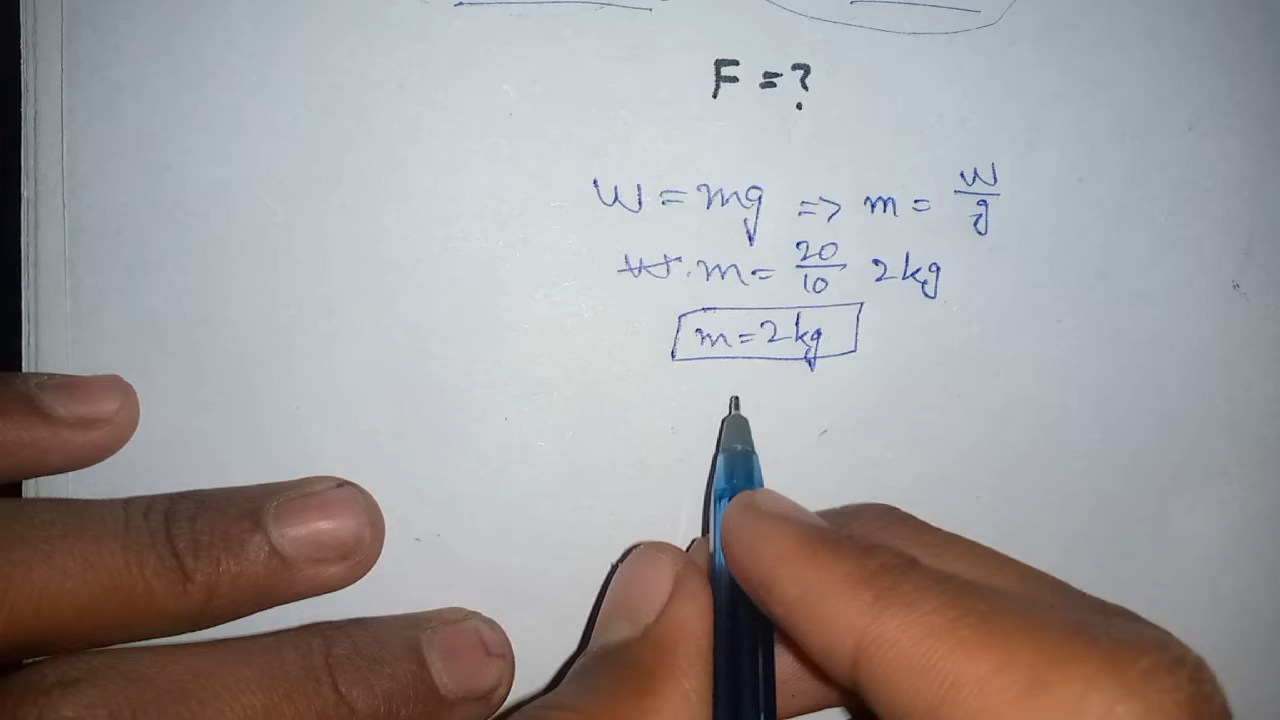 F = ?
W = mg => m = W/g
W. m = 20/10 2kg
m = 2kg